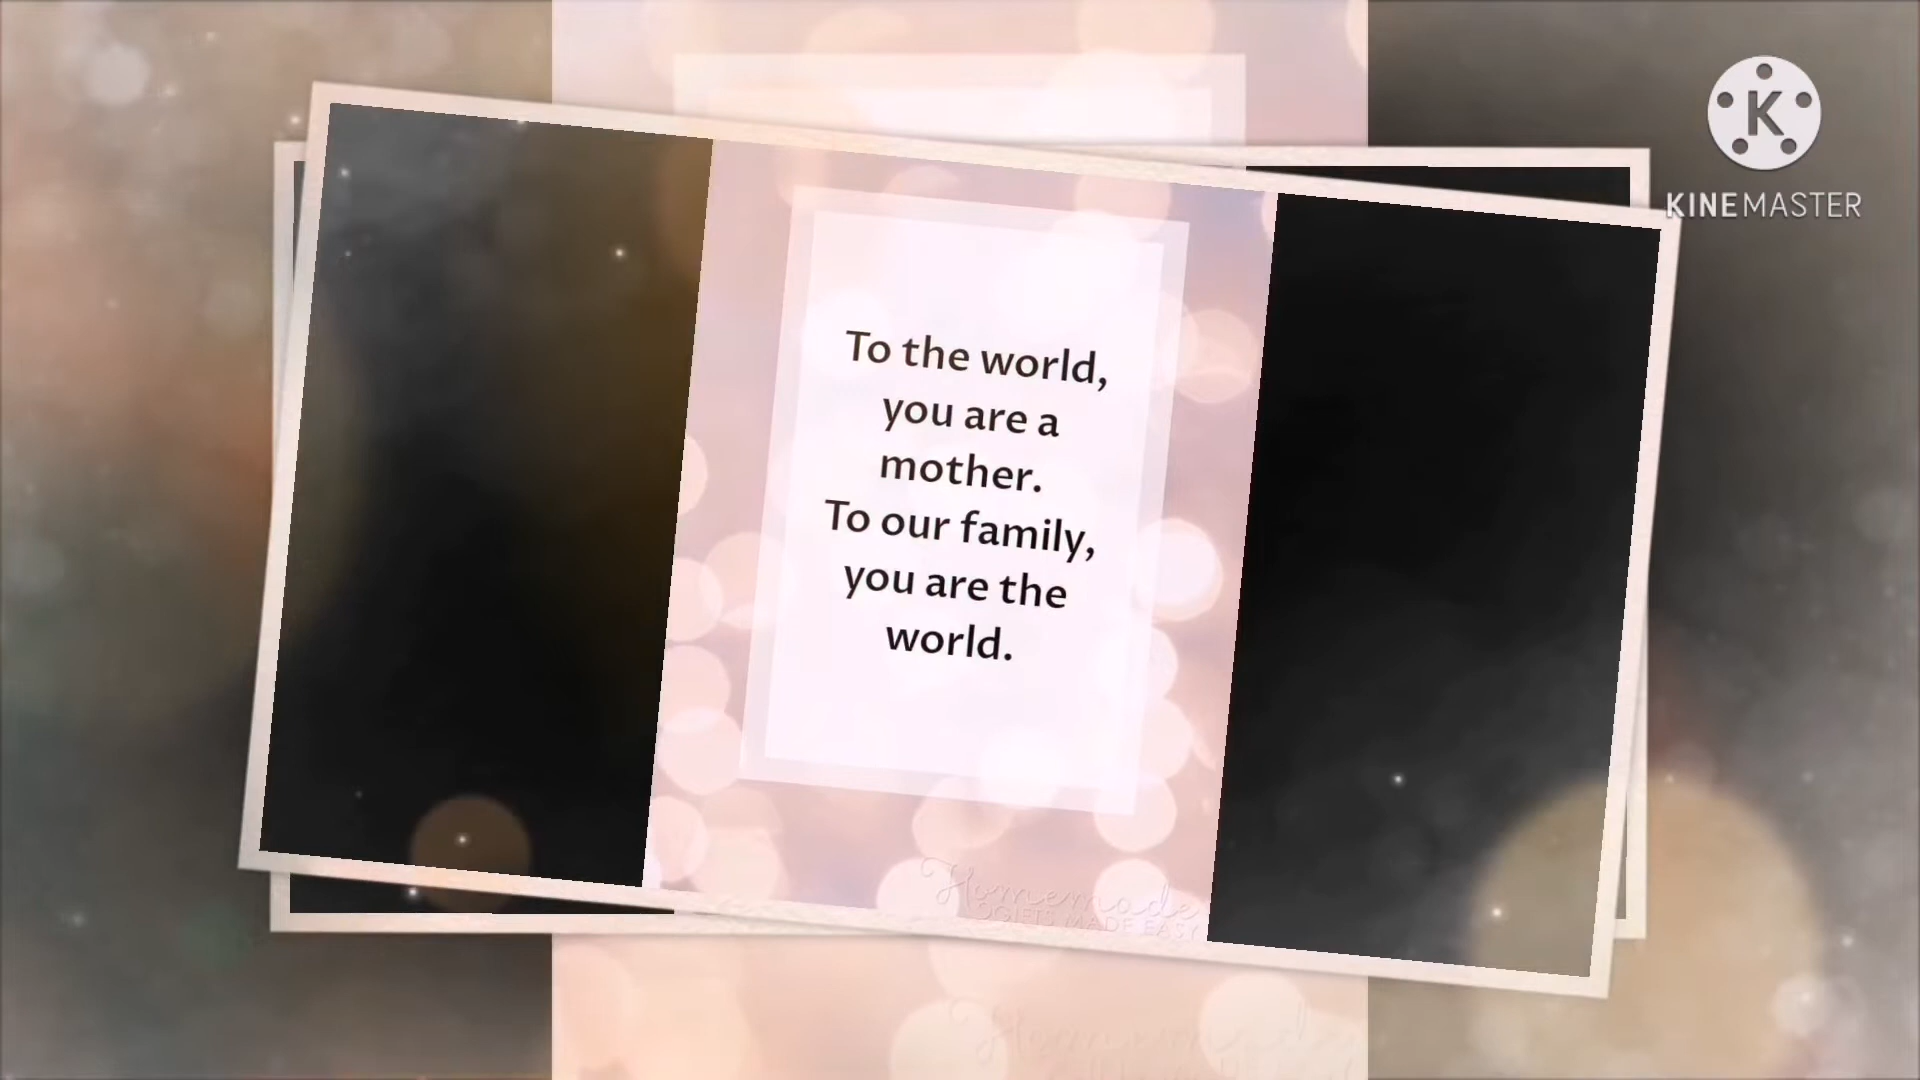 K
KINEMASTER
To the world,
you are a
mother.
To our family,
you are the
world.
Homemade
GIFTS MADE EASY